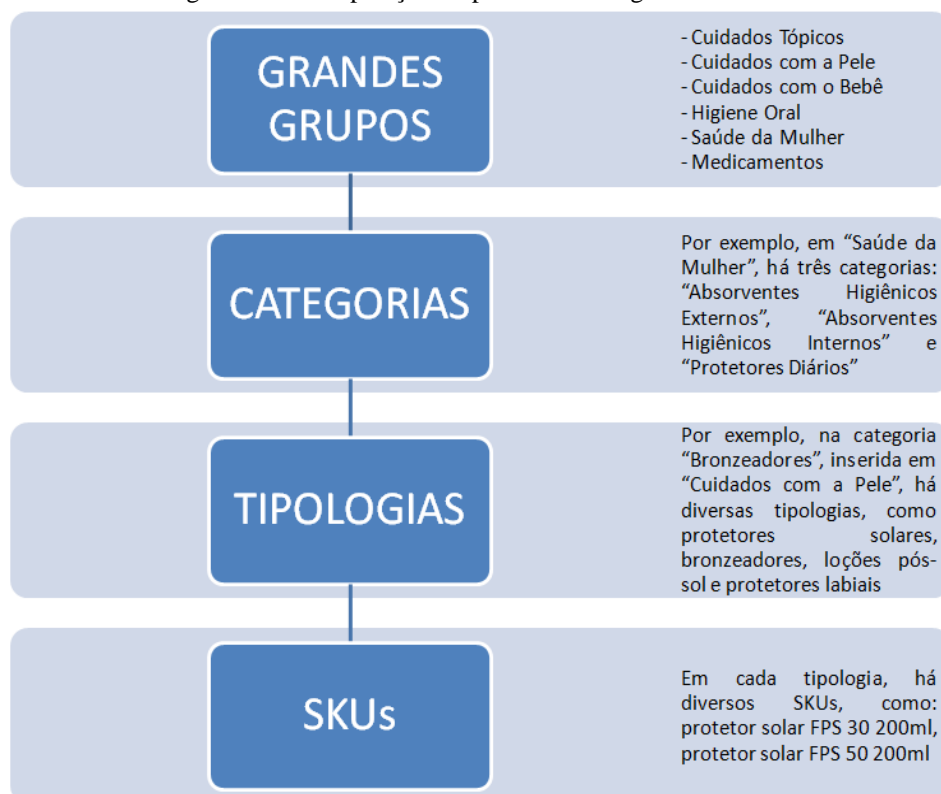 GRANDES
GRUPOS
- Cuidados Tópicos
- Cuidados com a Pele
- Cuidados com o Bebê
- Higiene Oral
- Saúde da Mulher
- Medicamentos
CATEGORIAS
Por exemplo, em “Saúde da
Mulher”, há três categorias:
“Absorventes Higiênicos
Externos”, “Absorventes
Higiênicos Internos” e
“Protetores Diários”
TIPOLOGIAS
Por exemplo, na categoria
“Bronzeadores”, inserida em
“Cuidados com a Pele”, há
diversas tipologias, como
protetores solares,
bronzeadores, loções pós-
sol e protetores labiais
SKUs
Em cada tipologia, há
diversos SKUs, como:
protetor solar FPS 30 200ml,
protetor solar FPS 50 200ml